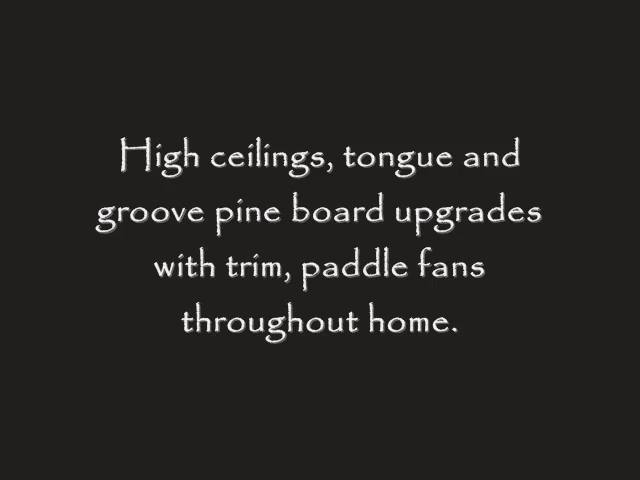 High ceilings, tongue and
groove pine board upgrades
with trim, paddle fans
throughout home.